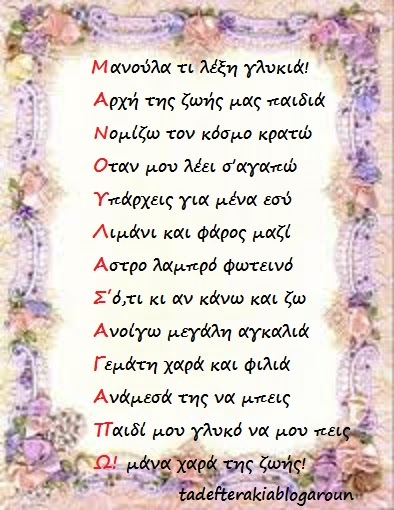 Μανούλα τι λέξη γλυκιά!
Αρχή της ζωής μας παιδιά
Νομίζω τον κόσμο κρατώ
Οταν μου λέει σ'αγαπώ
Υπάρχεις για μένα εσύ
Λιμάνι και φάρος μαζί
Αστρο λαμπρό φωτεινό
Σ'ό,τι κι αν κάνω και ζω
Ανοίγω μεγάλη αγκαλιά
Γεμάτη χαρά και φιλιά
Ανάμεσά της να μπεις
Παιδί μου γλυκό να μου πεις
Ω! μάνα χαρά της ζωής!
tadefterakiablogaroun